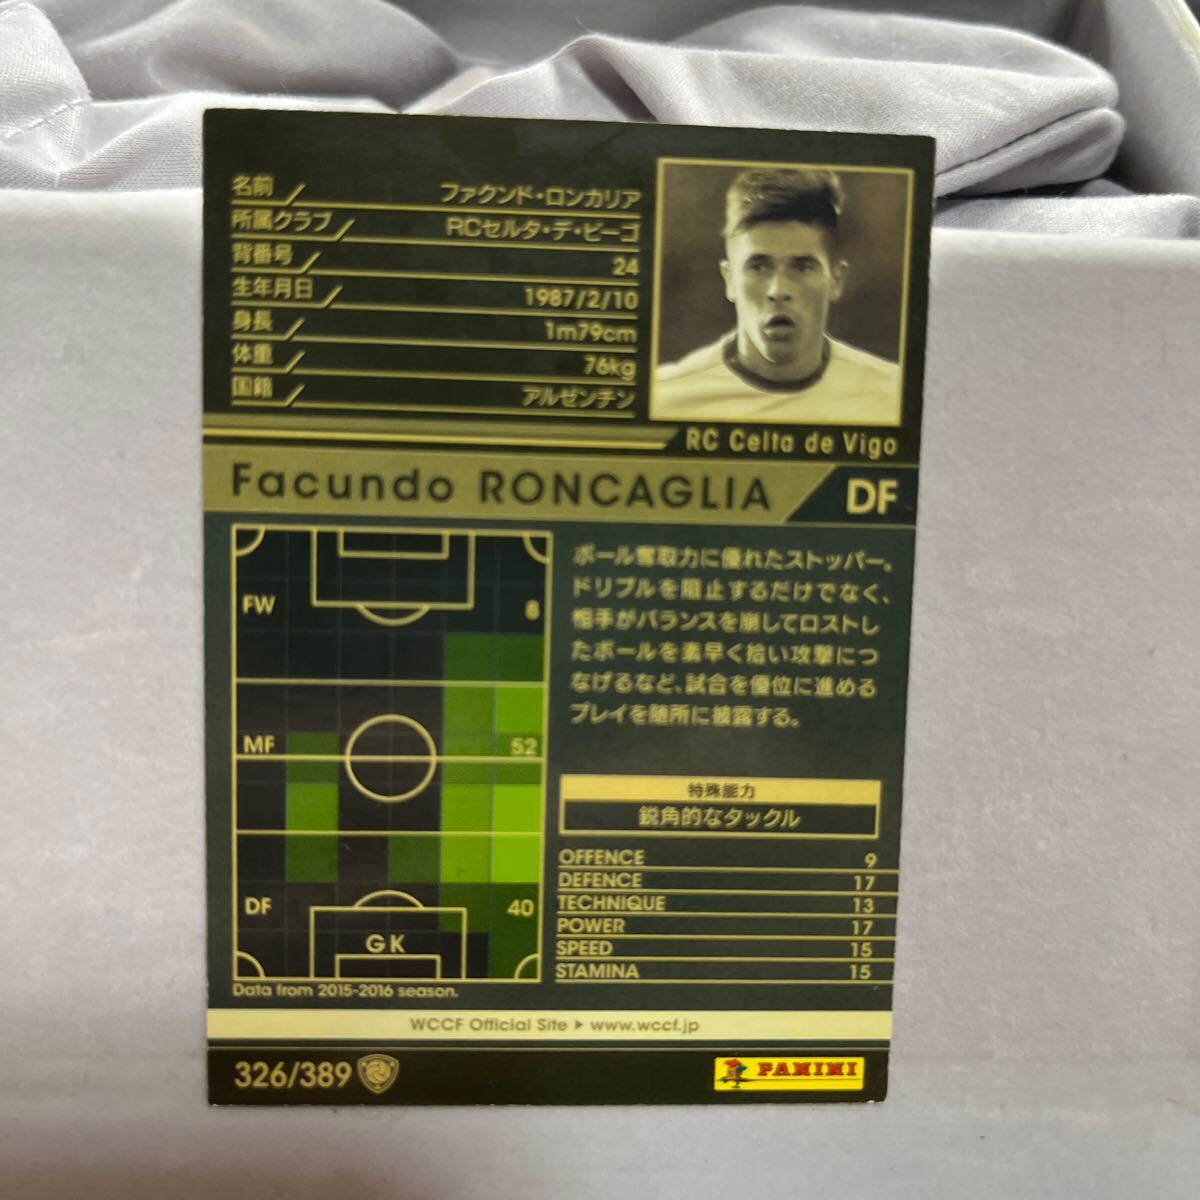 名前 ファクンド・ロンカリア
所属クラブ RCセルタ・デ・ビーゴ
背番号 24
生年月日 1987/2/10
身長 1m79cm
体重 76kg
国籍 アルゼンチン
RC Celta de Vigo
Facundo RONCAGLIA DF
FW 8
MF 52
DF 40
GK
Data from 2015-2016 season.
ボール奪取力に優れたストッパー。
ドリブルを阻止するだけでなく、
相手がバランスを崩してロストし
たボールを素早く拾い攻撃につ
なげるなど、試合を優位に進める
プレイを随所に披露する。
特殊能力
鋭角的なタックル
OFFENCE 9
DEFENCE 17
TECHNIQUE 13
POWER 17
SPEED 15
STAMINA 15
WCCF Official Site ▶ www.wccf.jp
326/389
PANINI